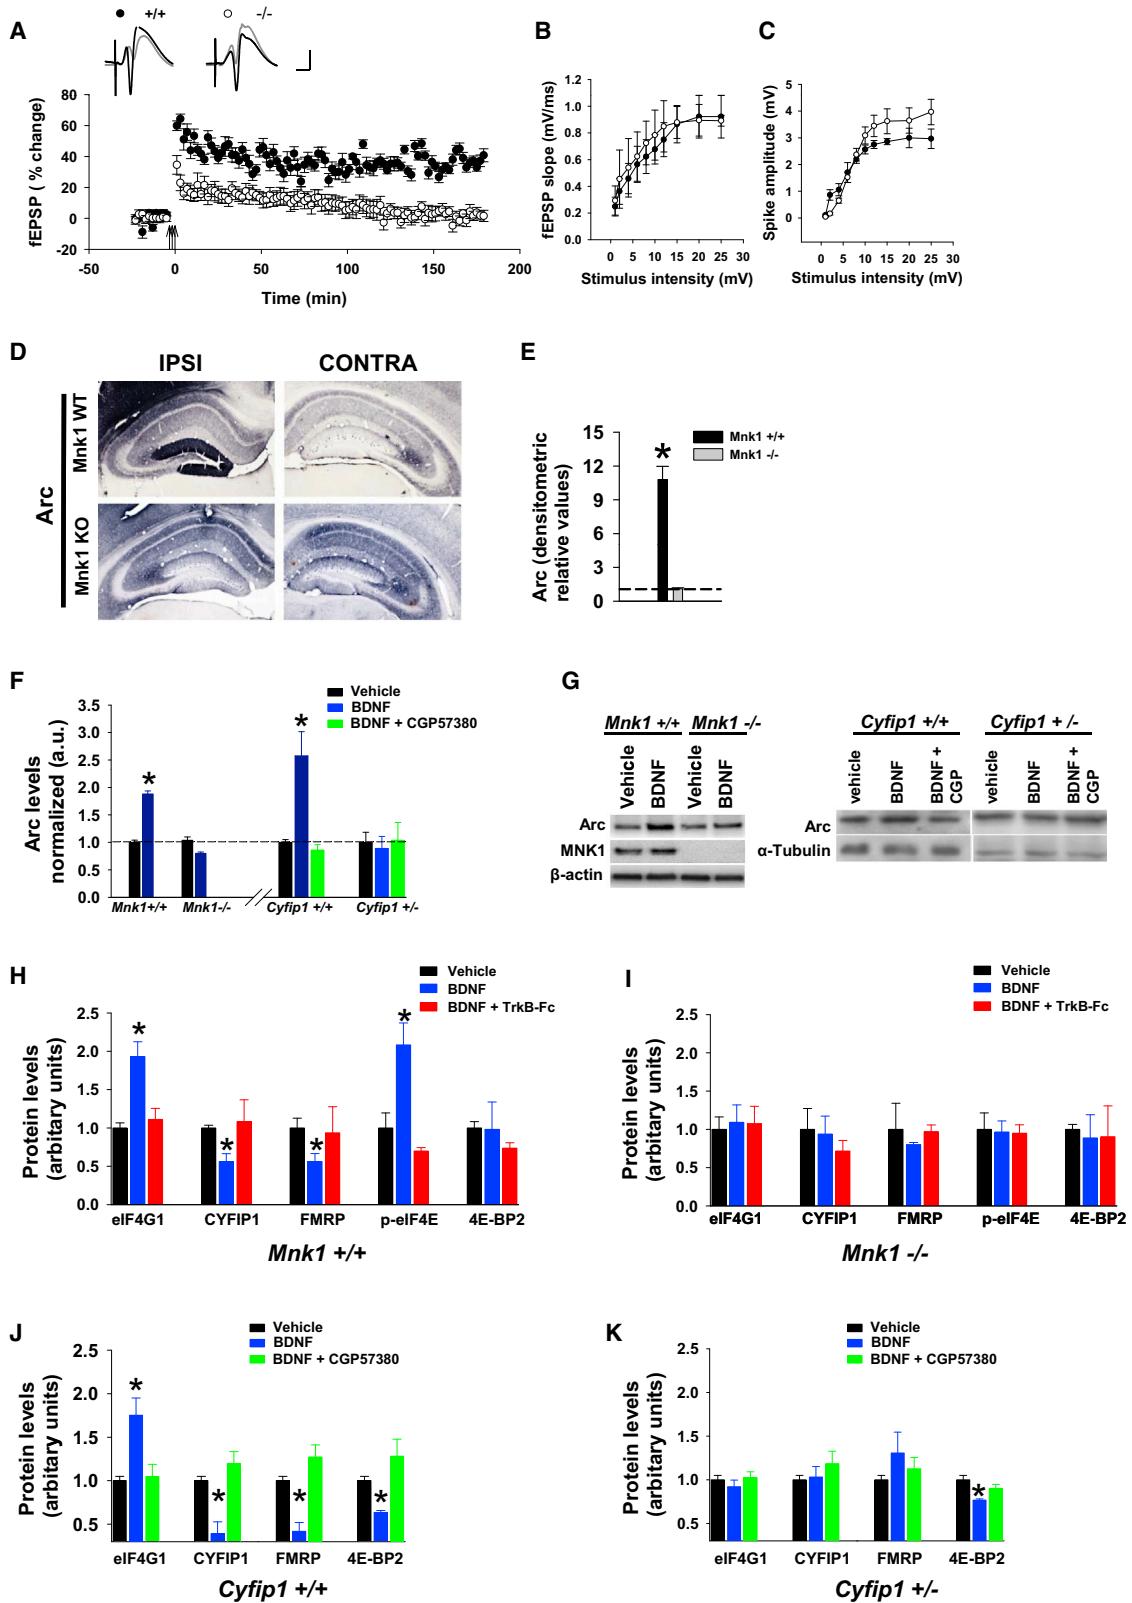 A
+/+
-/-
80
60
40
20
0
-20
-50
0
50
100
150
200
fEPSP ( % change)
Time (min)
B
1.2
1.0
0.8
0.6
0.4
0.2
0.0
0 5 10 15 20 25 30
fEPSP slope (mV/ms)
Stimulus intensity (mV)
C
5
4
3
2
1
0
0 5 10 15 20 25 30
Spike amplitude (mV)
Stimulus intensity (mV)
D
IPSI
CONTRA
Arc
Mnk1 WT
Mnk1 KO
E
15
12
9
6
3
0
*
Mnk1 +/+
Mnk1 -/-
Arc (densitometric
relative values)
F
Vehicle
BDNF
BDNF + CGP57380
3.5
3.0
2.5
2.0
1.5
1.0
0.5
0.0
*
*
Arc levels
normalized (a.u.)
Mnk1+/+
Mnk1-/-
Cyfip1 +/+
Cyfip1 +/-
G
Mnk1 +/+
Mnk1 -/-
Vehicle
BDNF
Vehicle
BDNF
Arc
MNK1
β-actin
Cyfip1 +/+
Cyfip1 + /-
vehicle
BDNF
BDNF +
CGP
vehicle
BDNF
BDNF +
CGP
Arc
α-Tubulin
H
Vehicle
BDNF
BDNF + TrkB-Fc
2.5
2.0
1.5
1.0
0.5
0.0
*
*
*
*
Protein levels
(arbitary units)
eIF4G1
CYFIP1
FMRP
p-eIF4E
4E-BP2
Mnk1 +/+
I
Vehicle
BDNF
BDNF + TrkB-Fc
2.5
2.0
1.5
1.0
0.5
0.0
Protein levels
(arbitary units)
eIF4G1
CYFIP1
FMRP
p-eIF4E
4E-BP2
Mnk1 -/-
J
Vehicle
BDNF
BDNF + CGP57380
2.5
2.0
1.5
1.0
0.5
*
*
*
*
Protein levels
(arbitary units)
eIF4G1
CYFIP1
FMRP
4E-BP2
Cyfip1 +/+
K
Vehicle
BDNF
BDNF + CGP57380
2.5
2.0
1.5
1.0
0.5
*
Protein levels
(arbitary units)
eIF4G1
CYFIP1
FMRP
4E-BP2
Cyfip1 +/-